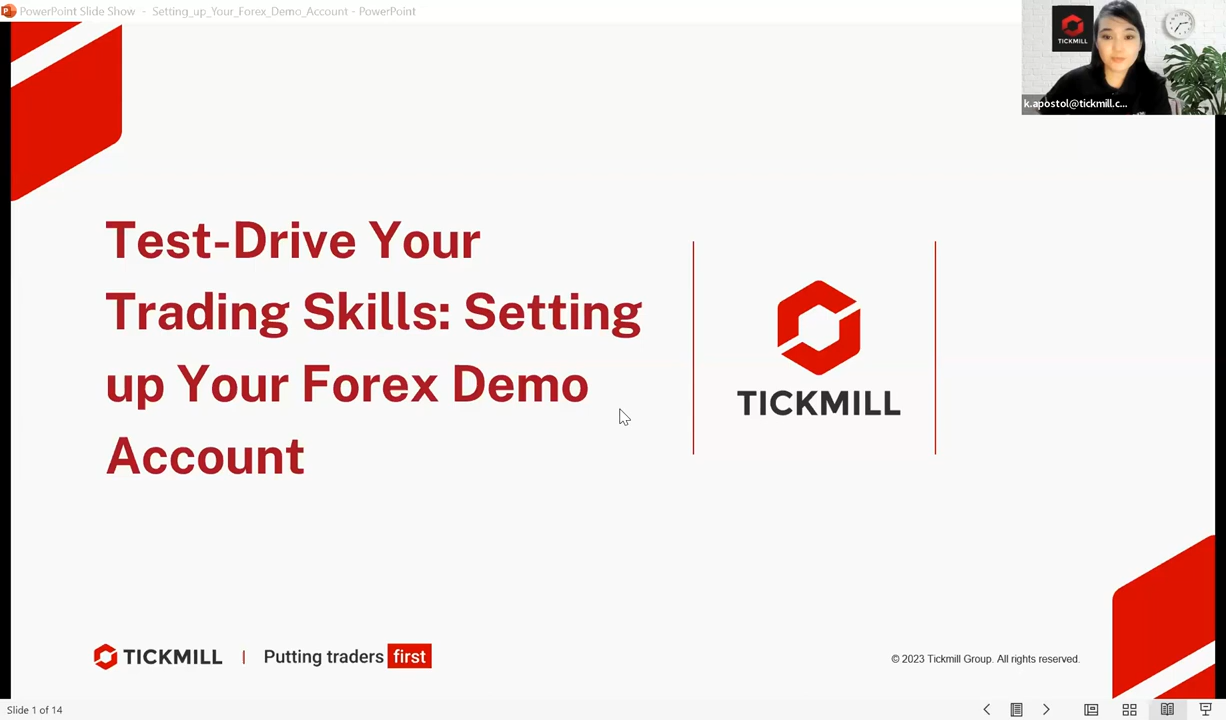 PowerPoint Slide Show - Setting_up_Your_Forex_Demo_Account - PowerPoint
TICKMILL
k.apostol@tickmill.c...
Test-Drive Your
Trading Skills: Setting
up Your Forex Demo
Account
TICKMILL
TICKMILL | Putting traders first
© 2023 Tickmill Group. All rights reserved.
Slide 1 of 14